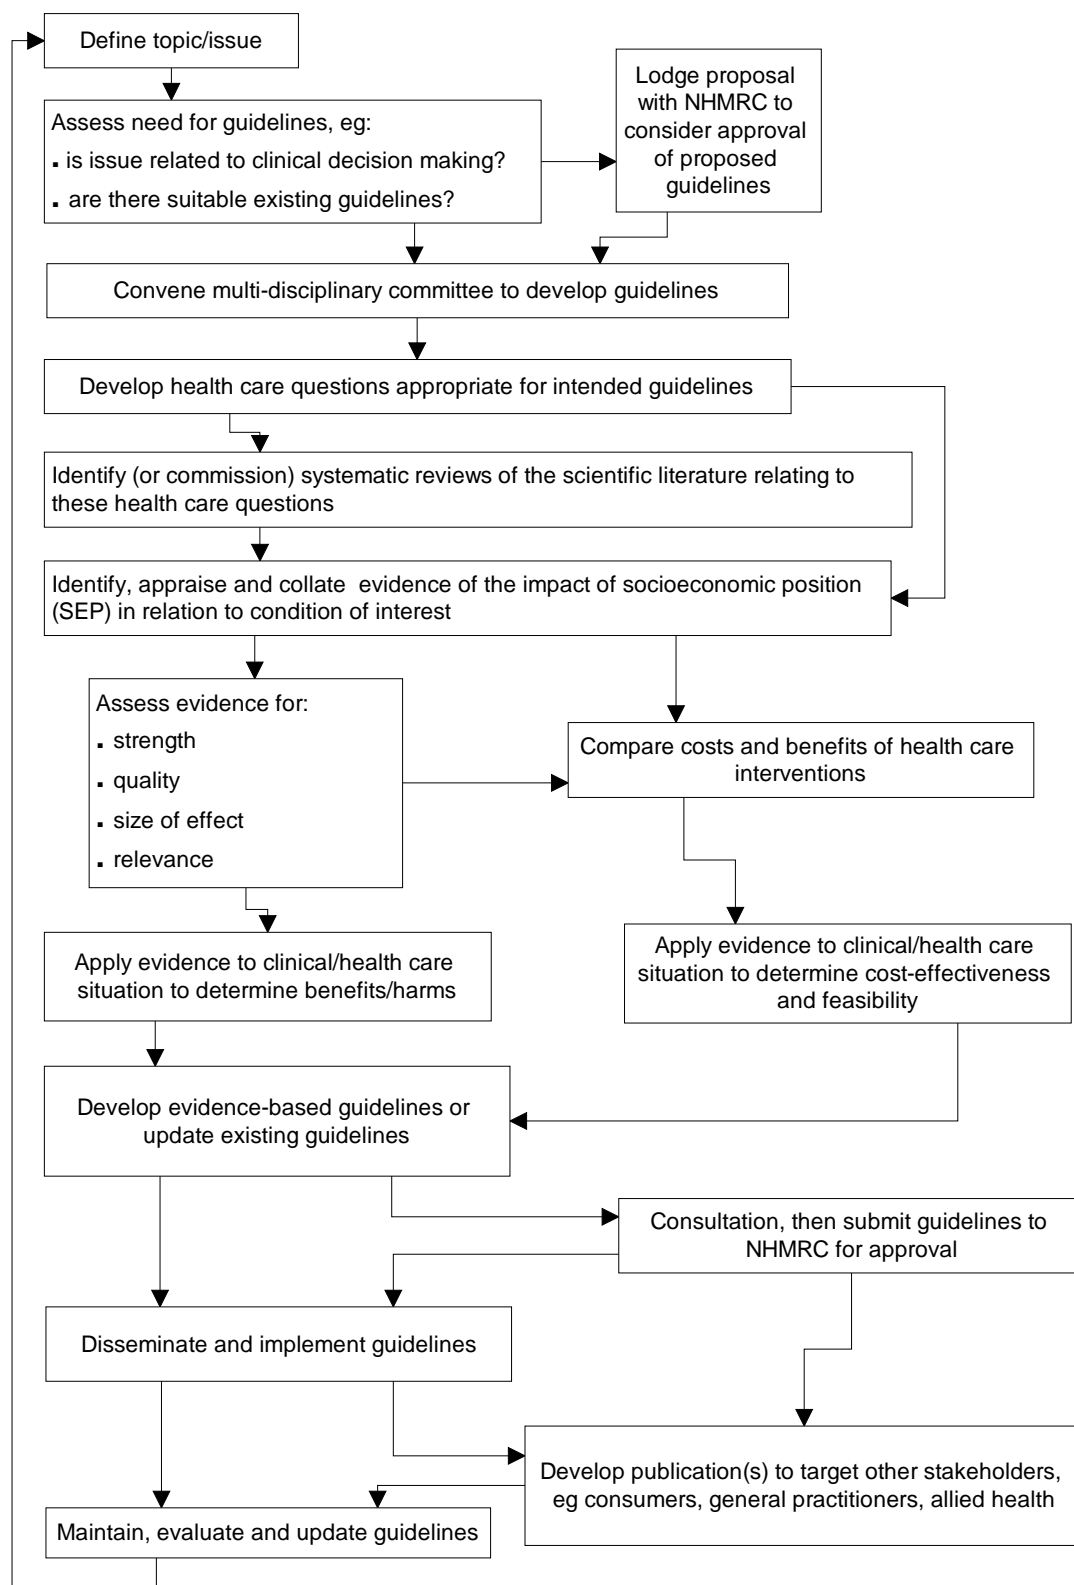 Define topic/issue
Lodge proposal
with NHMRC to
consider approval
of proposed
guidelines
Assess need for guidelines, eg:
. is issue related to clinical decision making?
. are there suitable existing guidelines?
Convene multi-disciplinary committee to develop guidelines
Develop health care questions appropriate for intended guidelines
Identify (or commission) systematic reviews of the scientific literature relating to
these health care questions
Identify, appraise and collate evidence of the impact of socioeconomic position
(SEP) in relation to condition of interest
Assess evidence for:
. strength
. quality
. size of effect
. relevance
Compare costs and benefits of health care
interventions
Apply evidence to clinical/health care
situation to determine benefits/harms
Apply evidence to clinical/health care
situation to determine cost-effectiveness
and feasibility
Develop evidence-based guidelines or
update existing guidelines
Consultation, then submit guidelines to
NHMRC for approval
Disseminate and implement guidelines
Develop publication(s) to target other stakeholders,
eg consumers, general practitioners, allied health
Maintain, evaluate and update guidelines